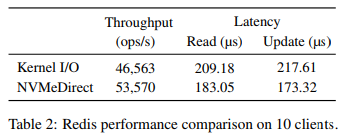 Throughput Latency
(ops/s) Read (μs) Update (μs)
Kernel I/O 46,563 209.18 217.61
NVMeDirect 53,570 183.05 173.32
Table 2: Redis performance comparison on 10 clients.